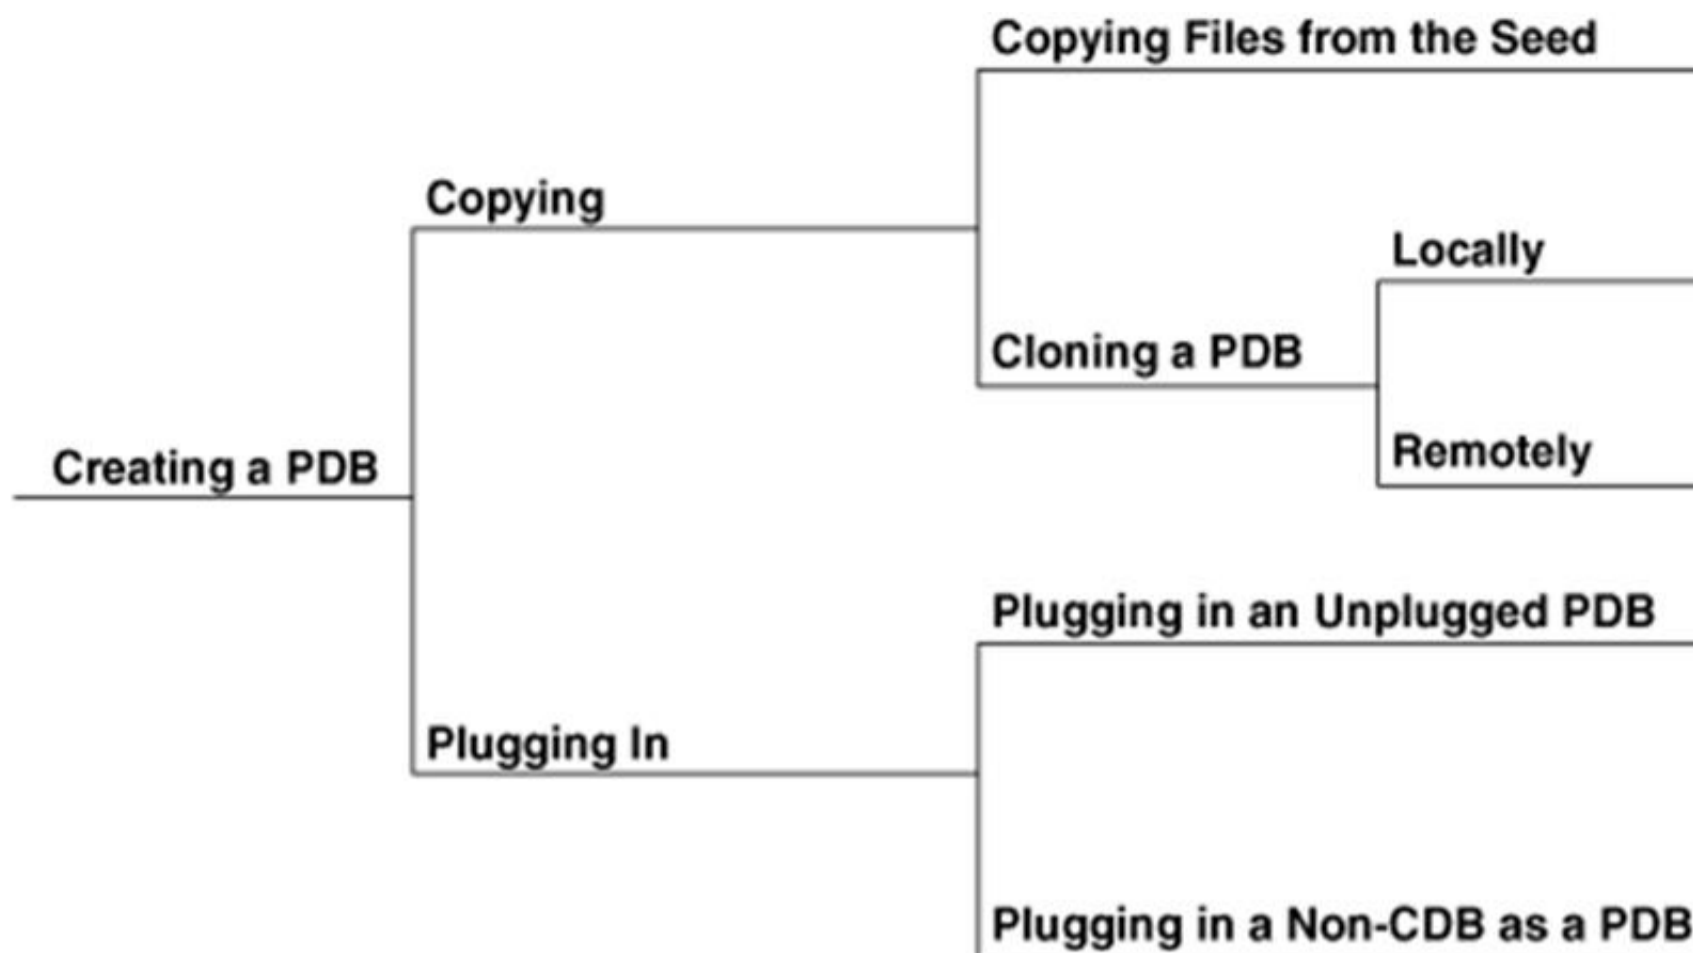 Copying Files from the Seed
Copying
Locally
Cloning a PDB
Remotely
Creating a PDB
Plugging in an Unplugged PDB
Plugging In
Plugging in a Non-CDB as a PDB